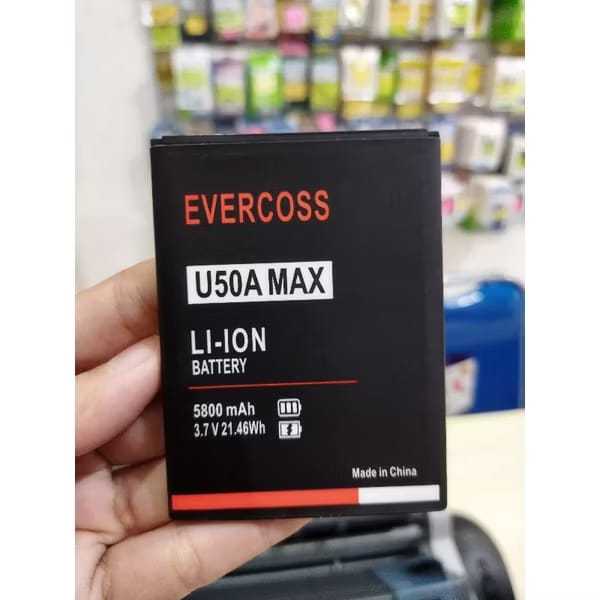 EVERCOSS
U50A MAX
LI-ION
BATTERY
5800 mAh
3.7 V 21.46Wh
Made in China